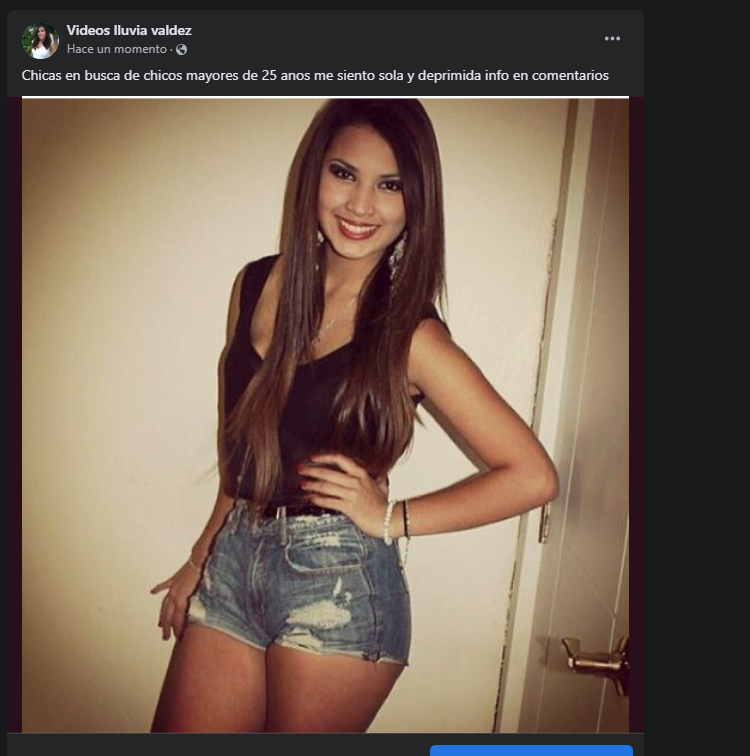 Videos lluvia valdez
Hace un momento ·
Chicas en busca de chicos mayores de 25 anos me siento sola y deprimida info en comentarios